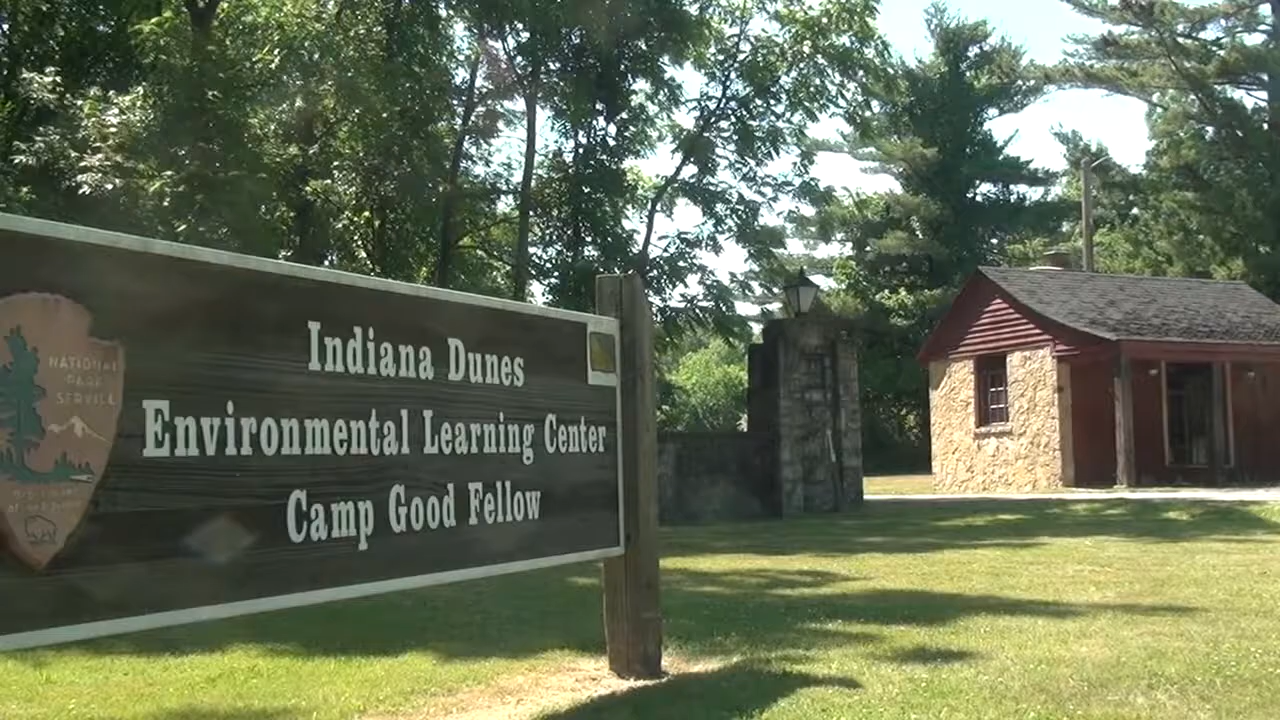 NATIONAL
PARK
SERVICE
Indiana Dunes
Environmental Learning Center
Camp Good Fellow